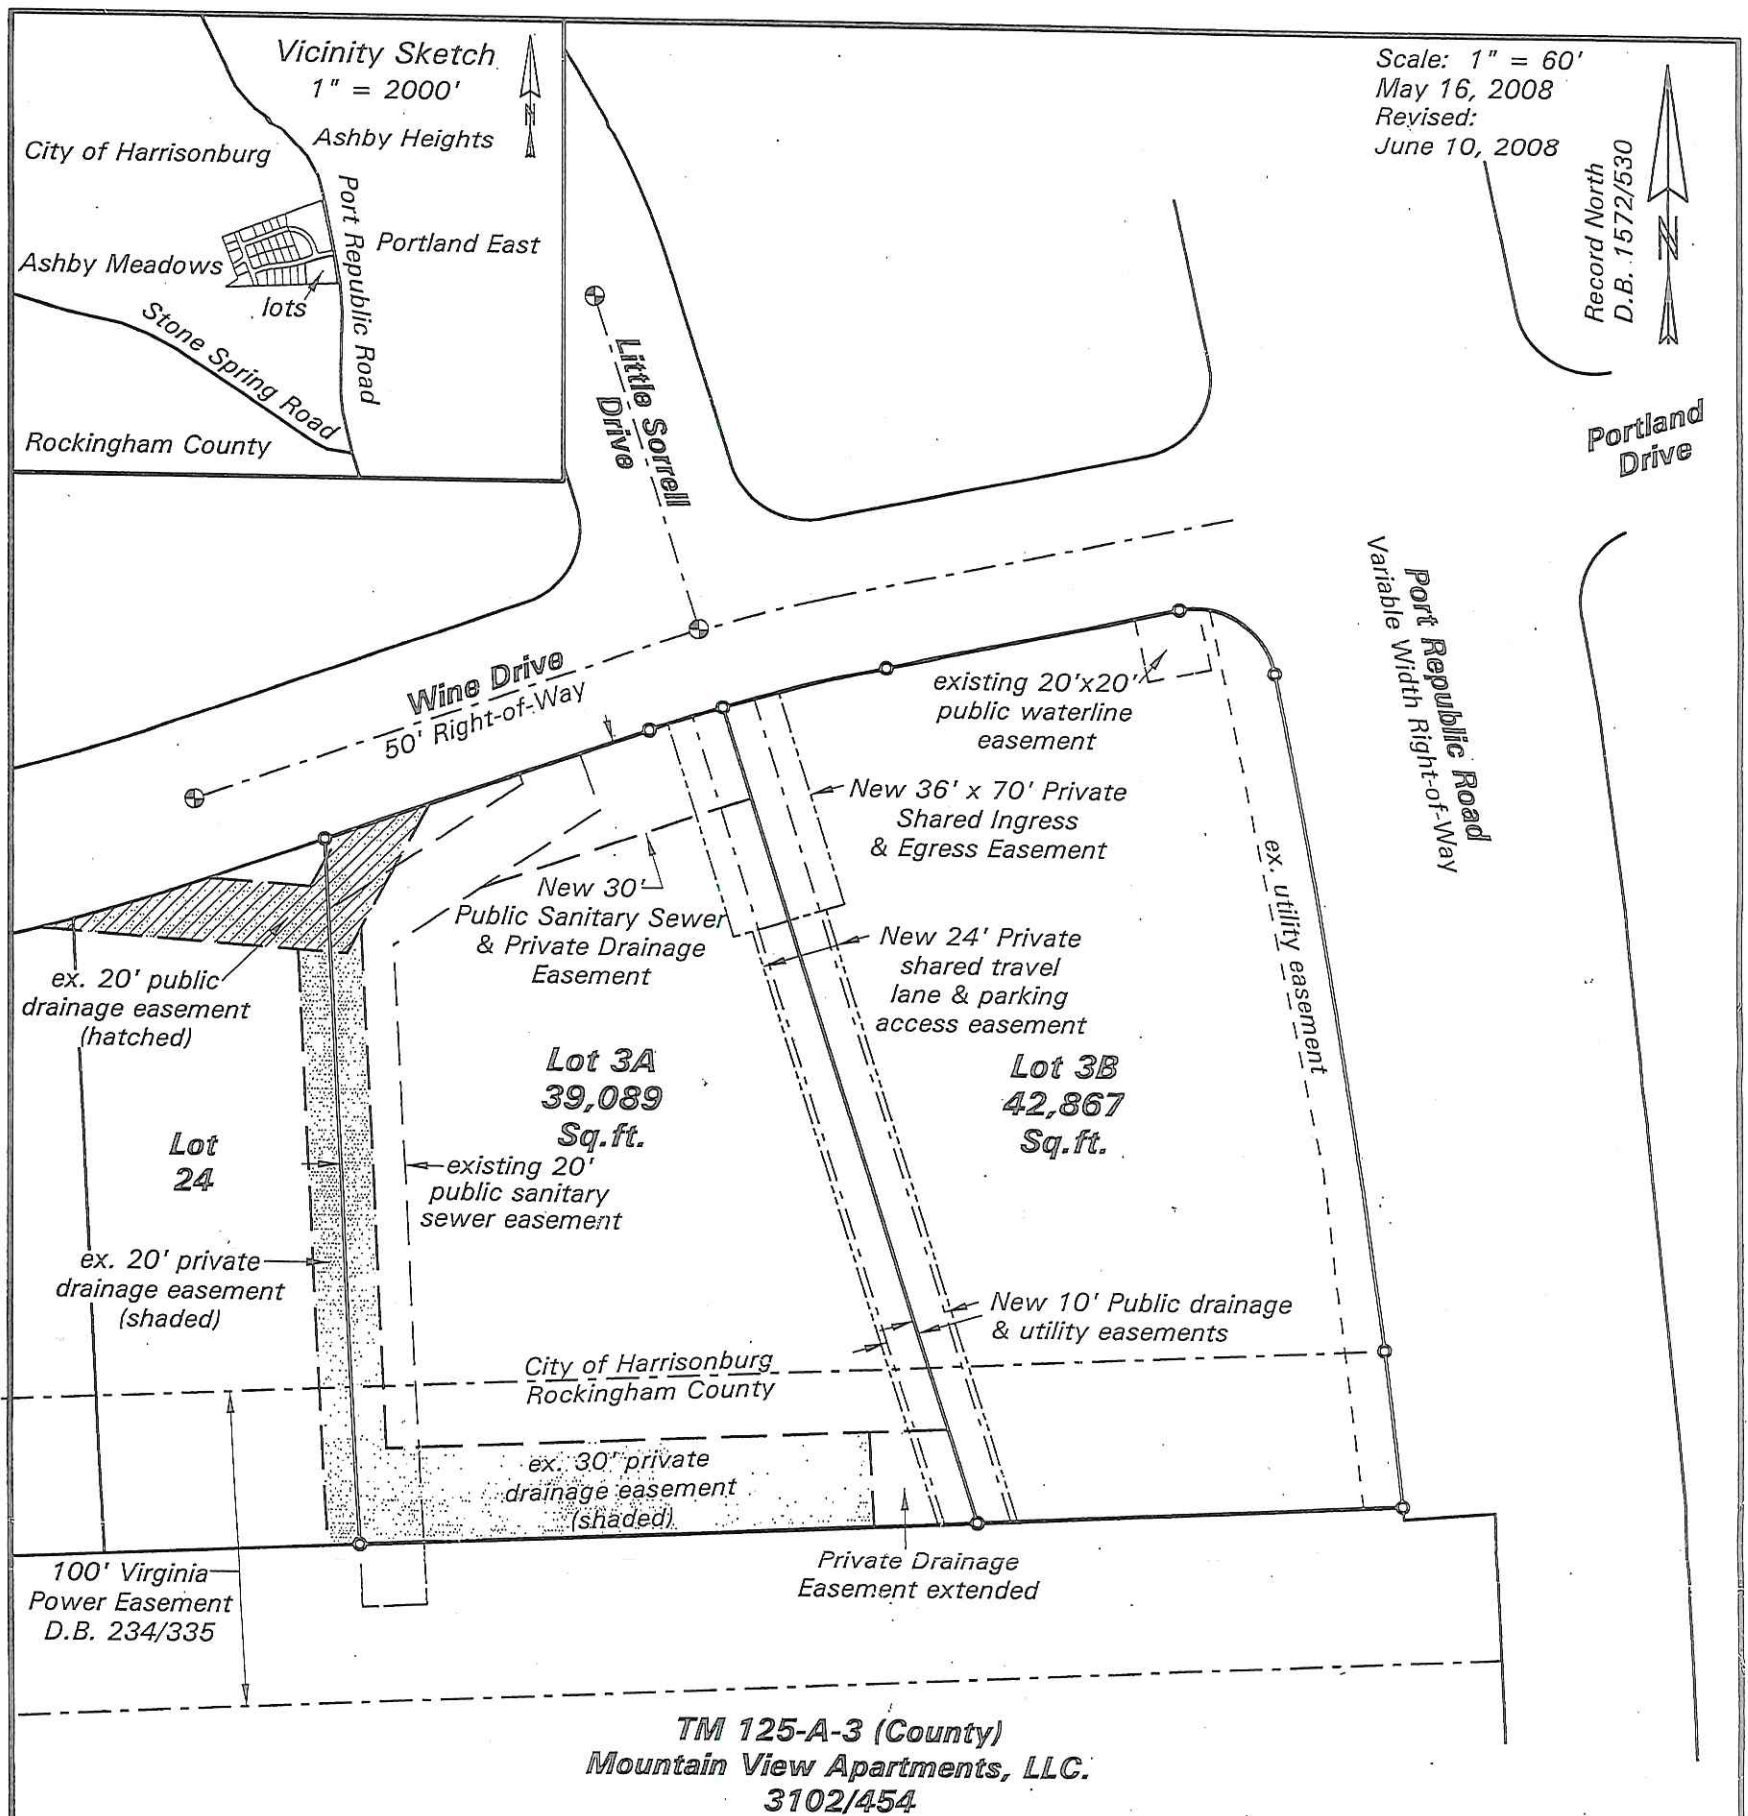 Vicinity Sketch
1" = 2000'
N
City of Harrisonburg
Ashby Heights
Port Republic Road
Portland East
Ashby Meadows
lots
Stone Spring Road
Rockingham County
Scale: 1" = 60'
May 16, 2008
Revised:
June 10, 2008
Record North
D.B. 1572/530
N
Little Sorrell
Drive
Portland
Drive
Port Republic Road
Variable Width Right-of-Way
Wine Drive
50' Right-of-Way
existing 20'x20'
public waterline
easement
New 36' x 70' Private
Shared Ingress
& Egress Easement
ex. utility easement
New 30'
Public Sanitary Sewer
& Private Drainage
Easement
New 24' Private
shared travel
lane & parking
access easement
ex. 20' public
drainage easement
(hatched)
Lot 3A
39,089
Sq.ft.
Lot 3B
42,867
Sq.ft.
Lot
24
existing 20'
public sanitary
sewer easement
ex. 20' private
drainage easement
(shaded)
New 10' Public drainage
& utility easements
City of Harrisonburg
Rockingham County
ex. 30' private
drainage easement
(shaded)
Private Drainage
Easement extended
100' Virginia
Power Easement
D.B. 234/335
TM 125-A-3 (County)
Mountain View Apartments, LLC.
3102/454